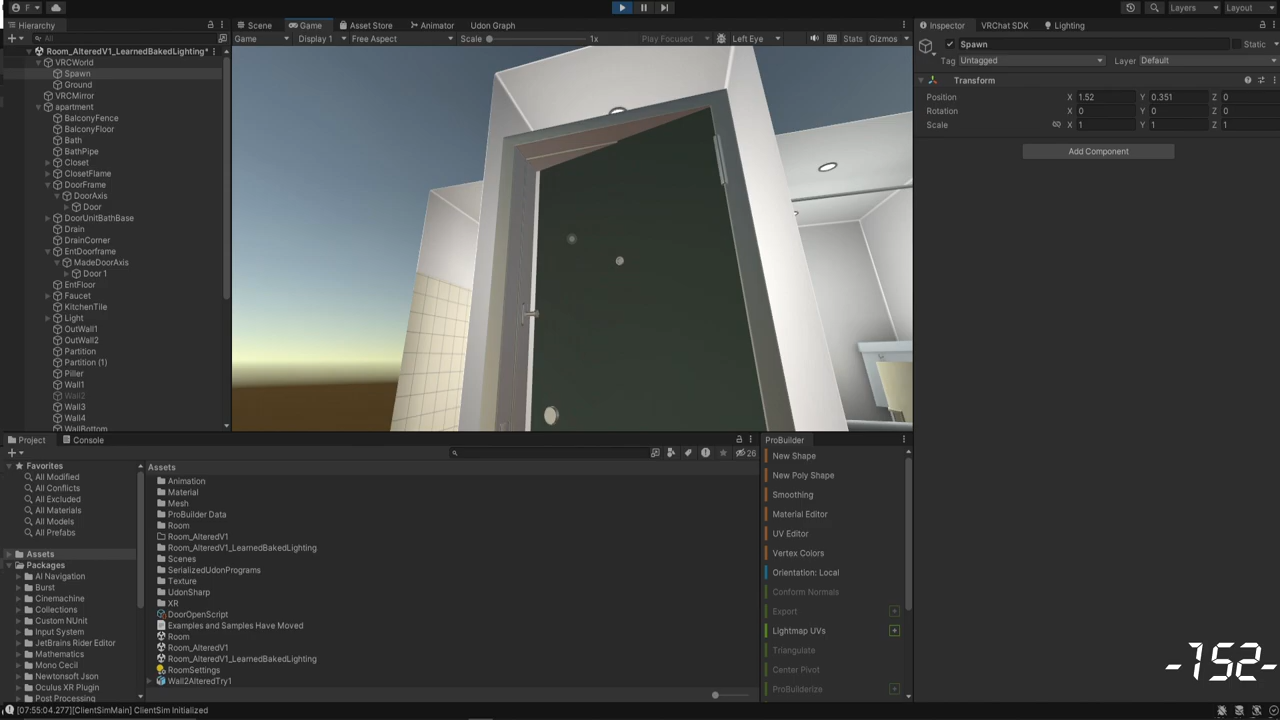 F
Layers
Layout
Hierarchy
All
Room_AlteredV1_LearnedBakedLighting*
VRCWorld
Spawn
Ground
VRCMirror
apartment
BalconyFence
BalconyFloor
Bath
BathPipe
Closet
ClosetFlame
DoorFrame
DoorAxis
Door
DoorUnitBathBase
Drain
DrainCorner
EntDoorframe
MadeDoorAxis
Door 1
EntFloor
Faucet
KitchenTile
Light
OutWall1
OutWall2
Partition
Partition (1)
Piller
Wall1
Wall2
Wall3
Wall4
WallBottom
Scene
Game
Asset Store
Animator
Udon Graph
Game
Display 1
Free Aspect
Scale
1x
Play Focused
Left Eye
Stats
Gizmos
Inspector
VRChat SDK
Lighting
Spawn
Static
Tag
Untagged
Layer
Default
Transform
Position X 1.52 Y 0.351 Z 0
Rotation X 0 Y 0 Z 0
Scale X 1 Y 1 Z 1
Add Component
Project
Console
26
Favorites
All Modified
All Conflicts
All Excluded
All Materials
All Models
All Prefabs
Assets
Packages
AI Navigation
Burst
Cinemachine
Collections
Custom NUnit
Input System
JetBrains Rider Editor
Mathematics
Mono Cecil
Newtonsoft Json
Oculus XR Plugin
Post Processing
Assets
Animation
Material
Mesh
ProBuilder Data
Room
Room_AlteredV1
Room_AlteredV1_LearnedBakedLighting
Scenes
SerializedUdonPrograms
Texture
UdonSharp
XR
DoorOpenScript
Examples and Samples Have Moved
Room
Room_AlteredV1
Room_AlteredV1_LearnedBakedLighting
RoomSettings
Wall2AlteredTry1
ProBuilder
New Shape
New Poly Shape
Smoothing
Material Editor
UV Editor
Vertex Colors
Orientation: Local
Conform Normals
Export
Lightmap UVs
Triangulate
Center Pivot
ProBuilderize
-152-
[07:55:04.277][ClientSimMain] ClientSim Initialized